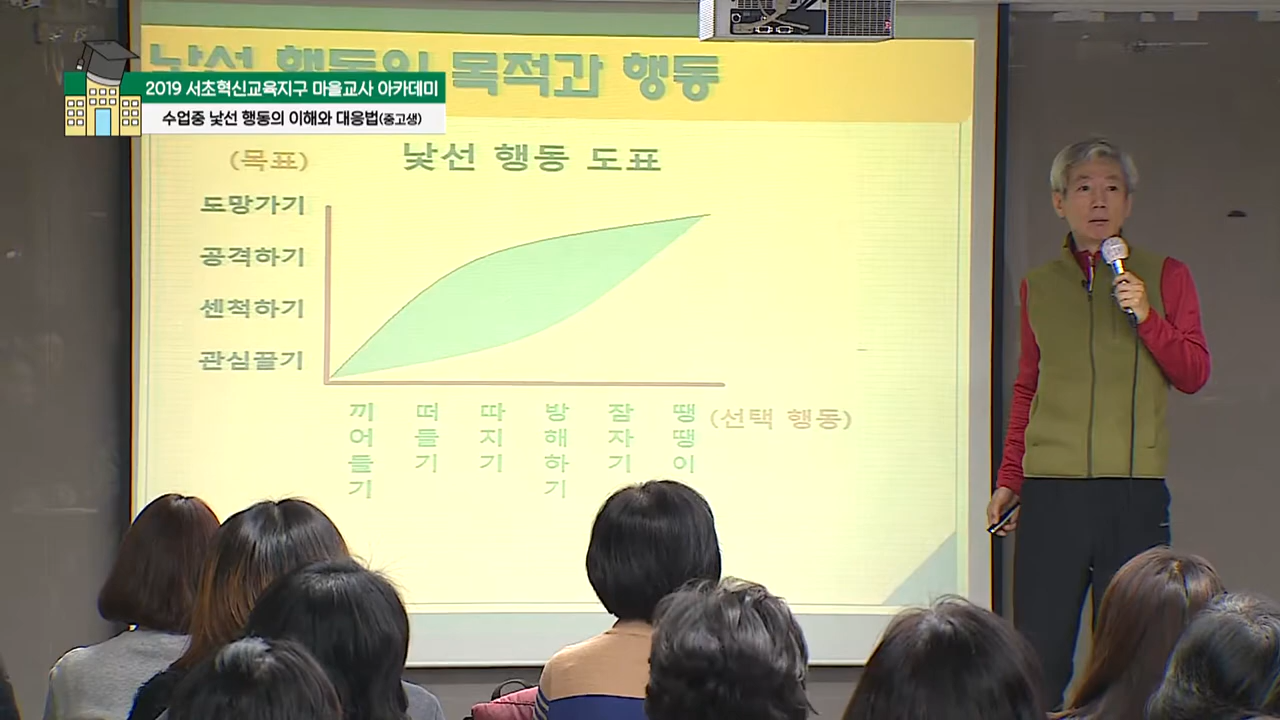 낯선 행동의 목적과 행동
2019 서초혁신교육지구 마을교사 아카데미
수업중 낯선 행동의 이해와 대응법(중고생)
(목표)
낯선 행동 도표
도망가기
공격하기
센척하기
관심끌기
끼어들기
떠들기
따지기
방해하기
잠자기
땡땡이
(선택 행동)